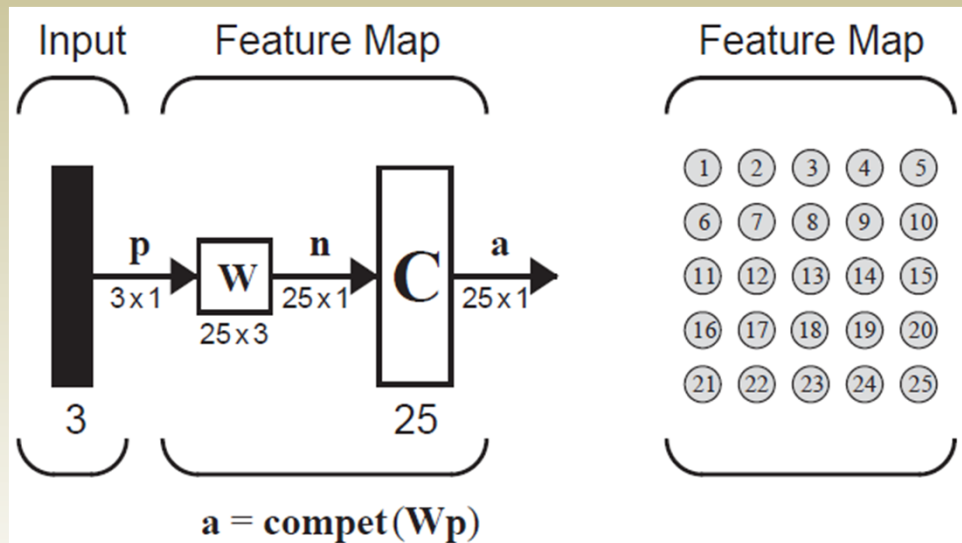 Input Feature Map Feature Map
1 2 3 4 5
6 7 8 9 10
p n a
W C
11 12 13 14 15
3 x 1 25 x 1 25 x 1
25 x 3
16 17 18 19 20
21 22 23 24 25
3 25
a = compet(Wp)